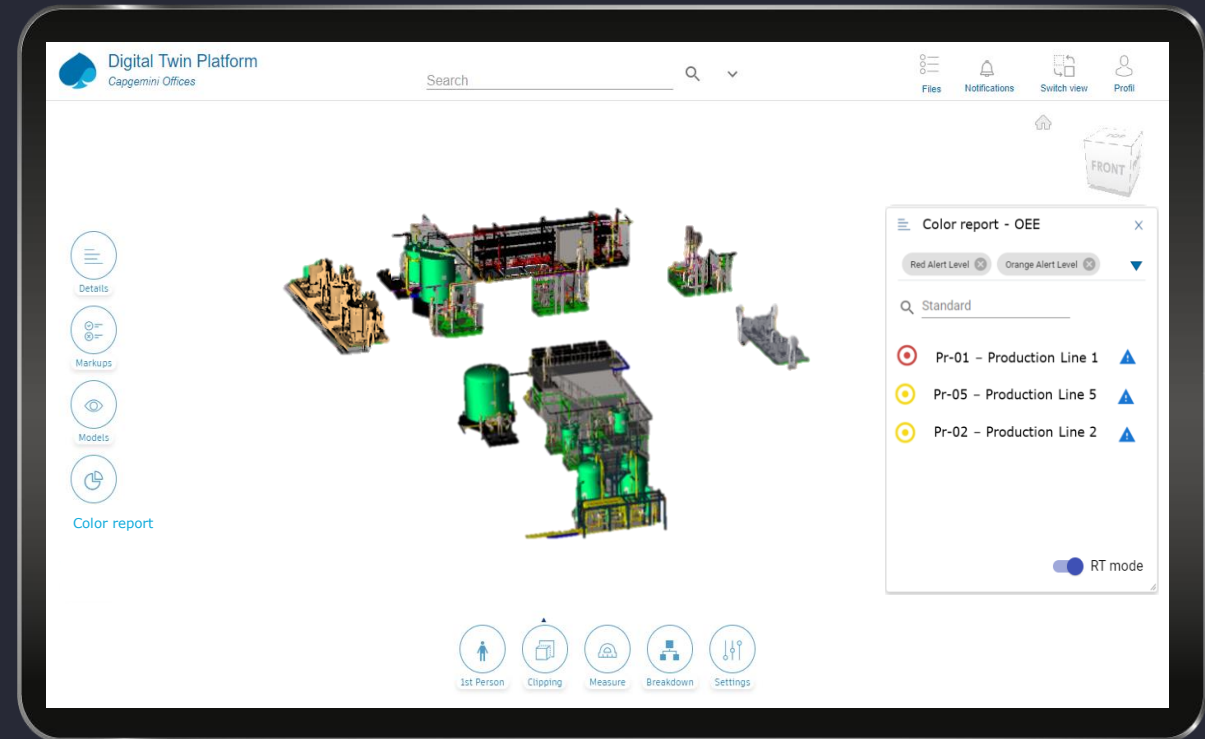 Digital Twin Platform
Capgemini Offices
Search
Files
Notifications
Switch view
Profil
FRONT
Details
Markups
Models
Color report
Color report - OEE
Red Alert Level
Orange Alert Level
Standard
Pr-01 – Production Line 1
Pr-05 – Production Line 5
Pr-02 – Production Line 2
RT mode
1st Person
Clipping
Measure
Breakdown
Settings